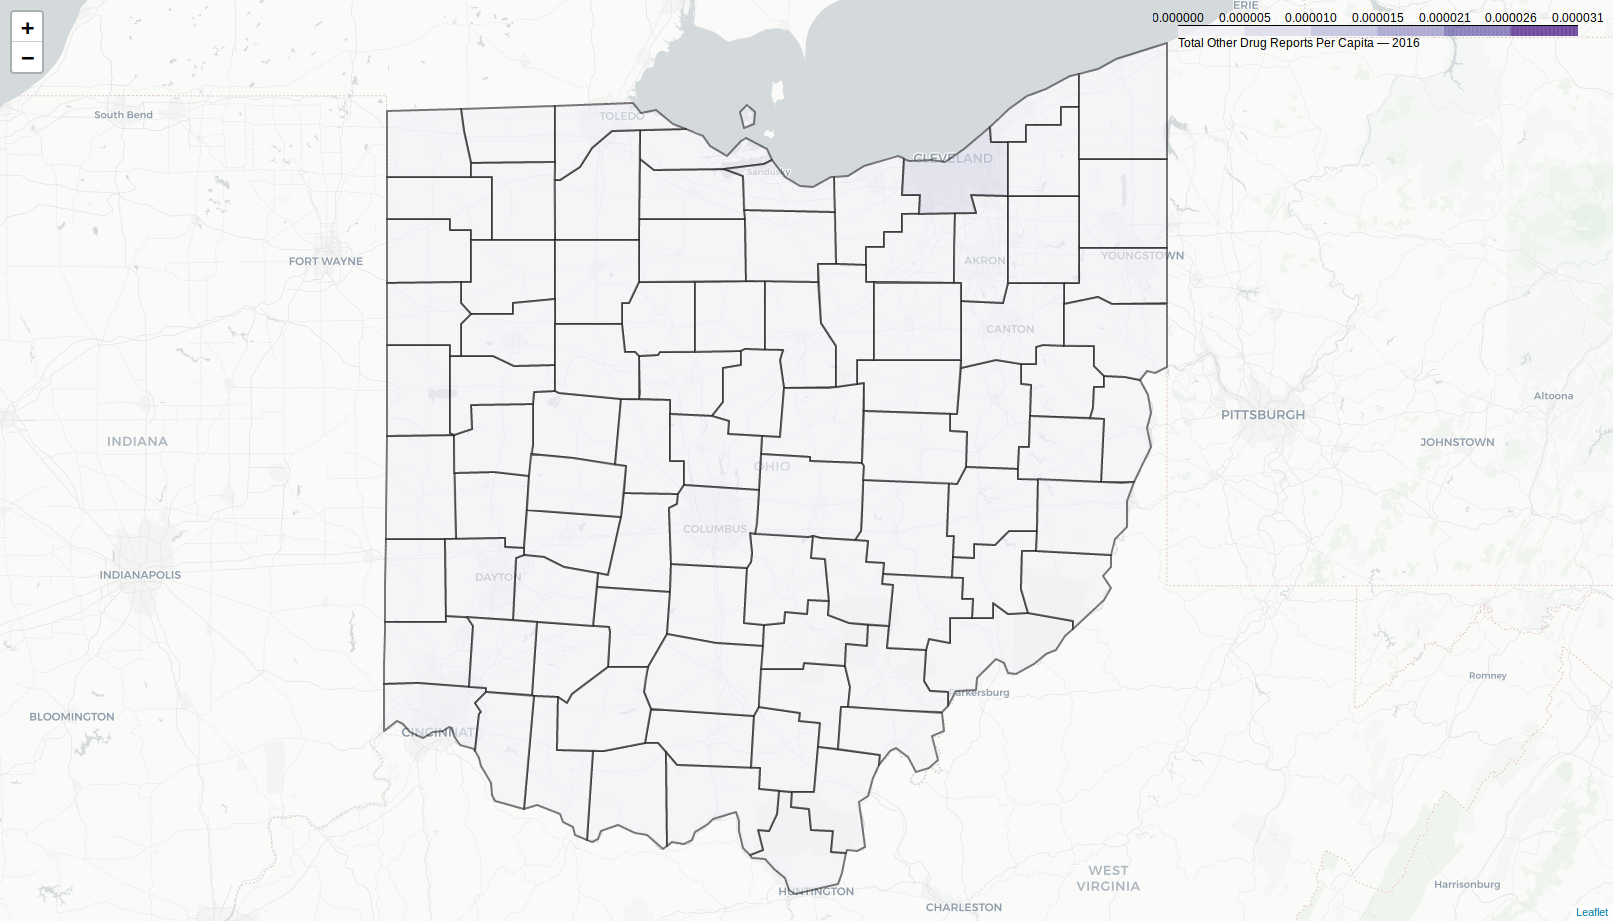 +
−
ERIE
0.000000 0.000005 0.000010 0.000015 0.000021 0.000026 0.000031
Total Other Drug Reports Per Capita — 2016
South Bend
TOLEDO
CLEVELAND
Sandusky
FORT WAYNE
AKRON
YOUNGSTOWN
CANTON
Altoona
PITTSBURGH
INDIANA
JOHNSTOWN
OHIO
COLUMBUS
INDIANAPOLIS
DAYTON
Romney
Parkersburg
BLOOMINGTON
CINCINNATI
WEST
VIRGINIA
Harrisonburg
HUNTINGTON
CHARLESTON
Leaflet